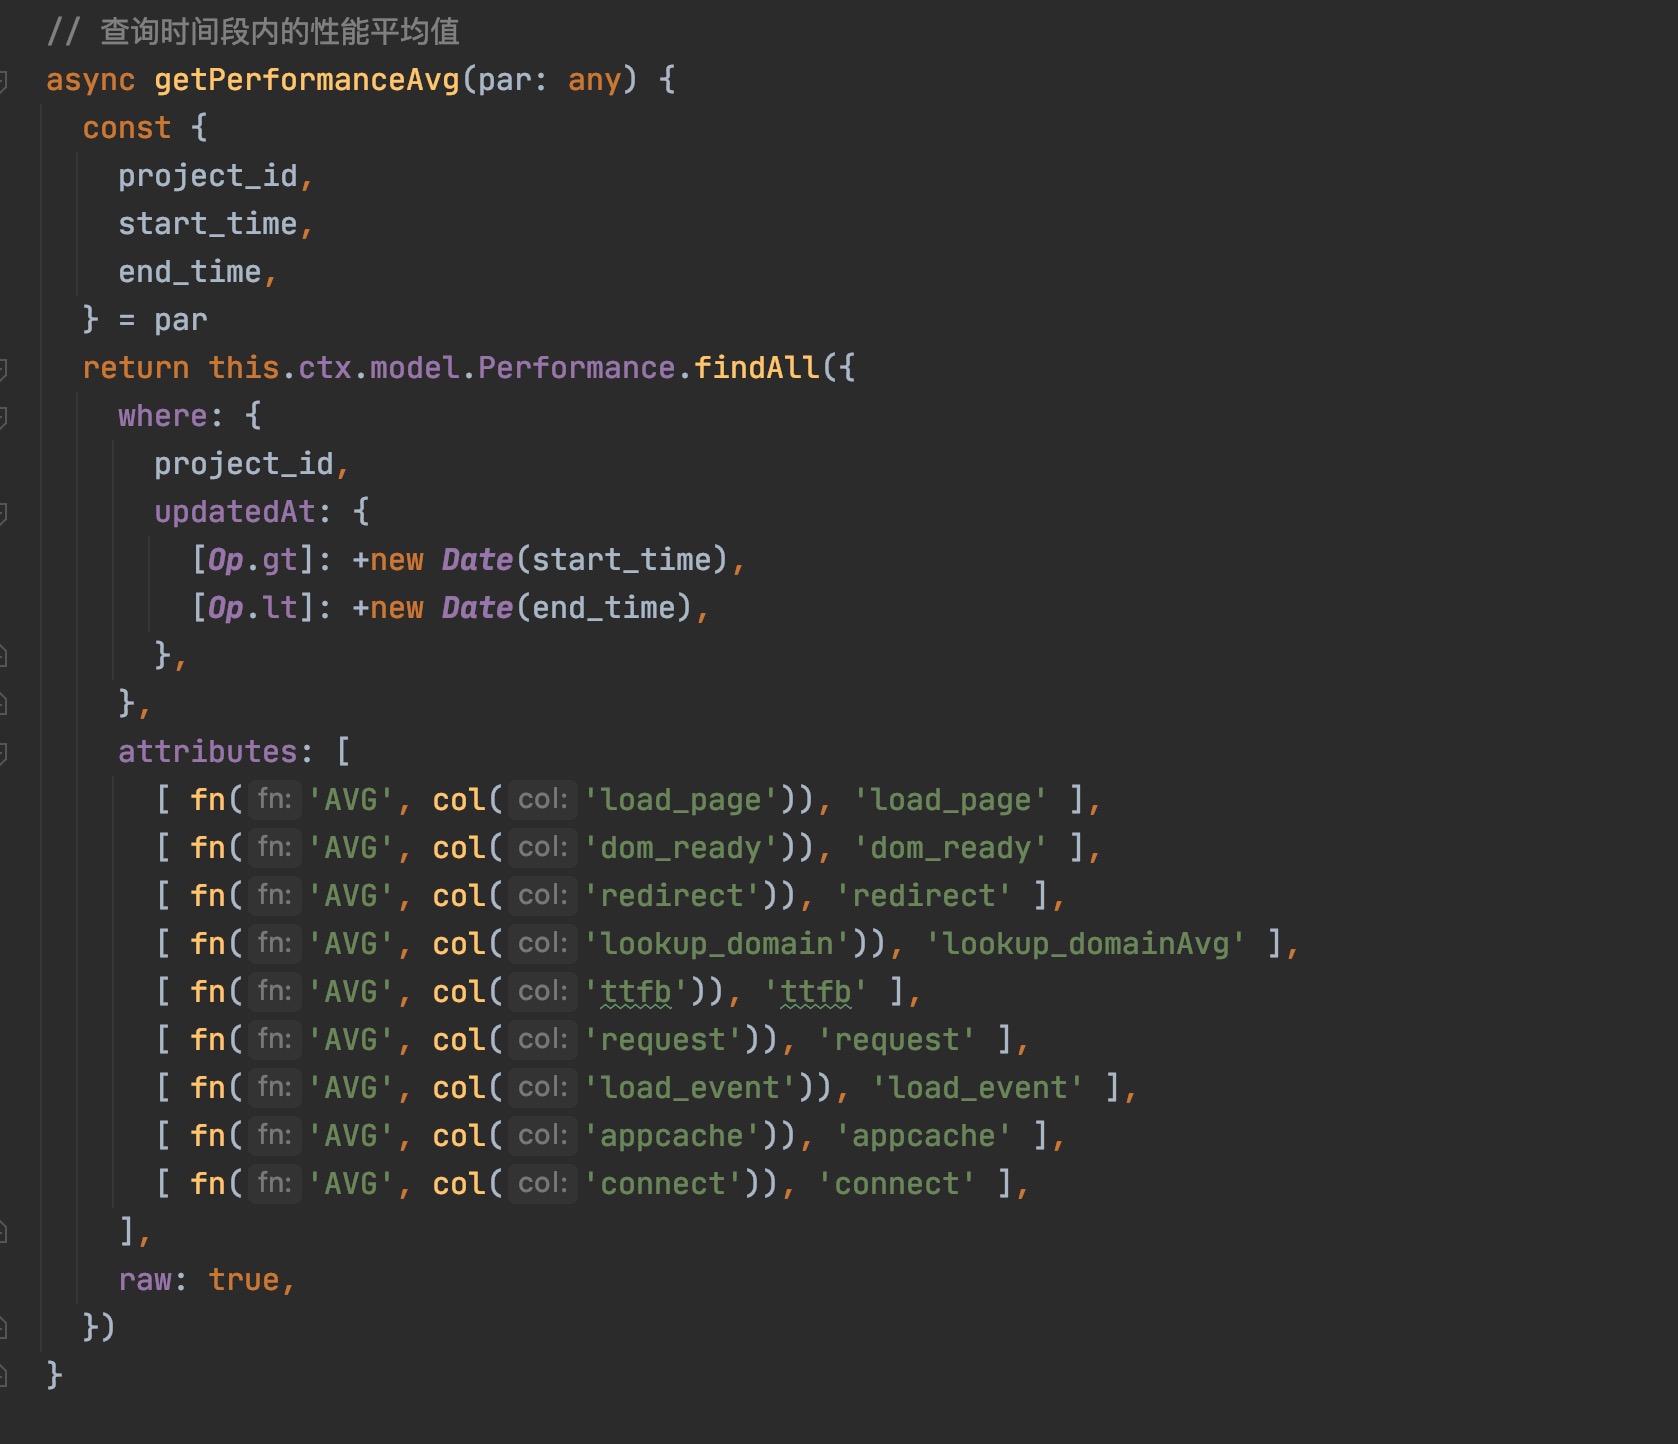 // 查询时间段内的性能平均值
async getPerformanceAvg(par: any) {
const {
project_id,
start_time,
end_time,
} = par
return this.ctx.model.Performance.findAll({
where: {
project_id,
updatedAt: {
[Op.gt]: +new Date(start_time),
[Op.lt]: +new Date(end_time),
},
},
attributes: [
[ fn( fn: 'AVG', col( col: 'load_page')), 'load_page' ],
[ fn( fn: 'AVG', col( col: 'dom_ready')), 'dom_ready' ],
[ fn( fn: 'AVG', col( col: 'redirect')), 'redirect' ],
[ fn( fn: 'AVG', col( col: 'lookup_domain')), 'lookup_domainAvg' ],
[ fn( fn: 'AVG', col( col: 'ttfb')), 'ttfb' ],
[ fn( fn: 'AVG', col( col: 'request')), 'request' ],
[ fn( fn: 'AVG', col( col: 'load_event')), 'load_event' ],
[ fn( fn: 'AVG', col( col: 'appcache')), 'appcache' ],
[ fn( fn: 'AVG', col( col: 'connect')), 'connect' ],
],
raw: true,
})
}